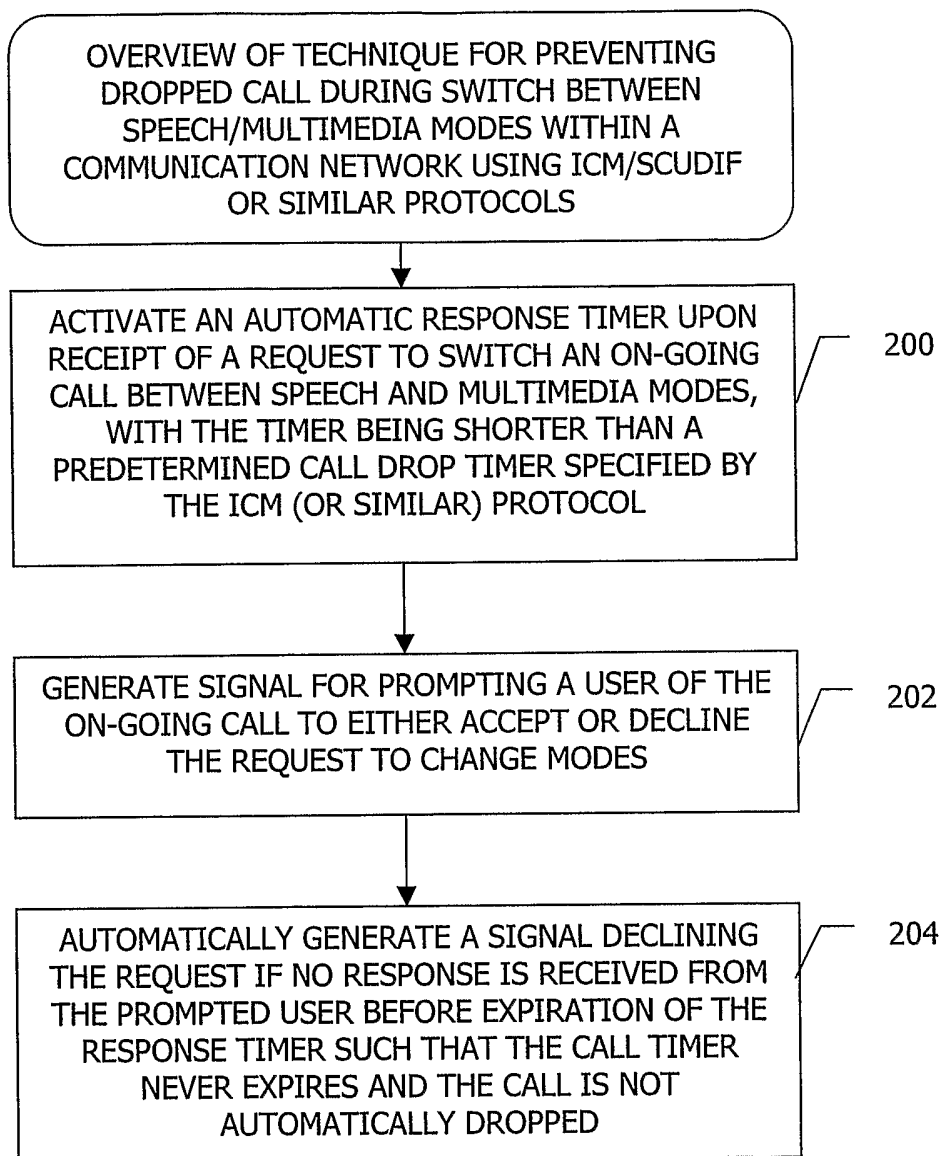 OVERVIEW OF TECHNIQUE FOR PREVENTING
DROPPED CALL DURING SWITCH BETWEEN
SPEECH/MULTIMEDIA MODES WITHIN A
COMMUNICATION NETWORK USING ICM/SCUDIF
OR SIMILAR PROTOCOLS
ACTIVATE AN AUTOMATIC RESPONSE TIMER UPON
RECEIPT OF A REQUEST TO SWITCH AN ON-GOING
CALL BETWEEN SPEECH AND MULTIMEDIA MODES,
WITH THE TIMER BEING SHORTER THAN A
PREDETERMINED CALL DROP TIMER SPECIFIED BY
THE ICM (OR SIMILAR) PROTOCOL
200
GENERATE SIGNAL FOR PROMPTING A USER OF THE
ON-GOING CALL TO EITHER ACCEPT OR DECLINE
THE REQUEST TO CHANGE MODES
202
AUTOMATICALLY GENERATE A SIGNAL DECLINING
THE REQUEST IF NO RESPONSE IS RECEIVED FROM
THE PROMPTED USER BEFORE EXPIRATION OF THE
RESPONSE TIMER SUCH THAT THE CALL TIMER
NEVER EXPIRES AND THE CALL IS NOT
AUTOMATICALLY DROPPED
204